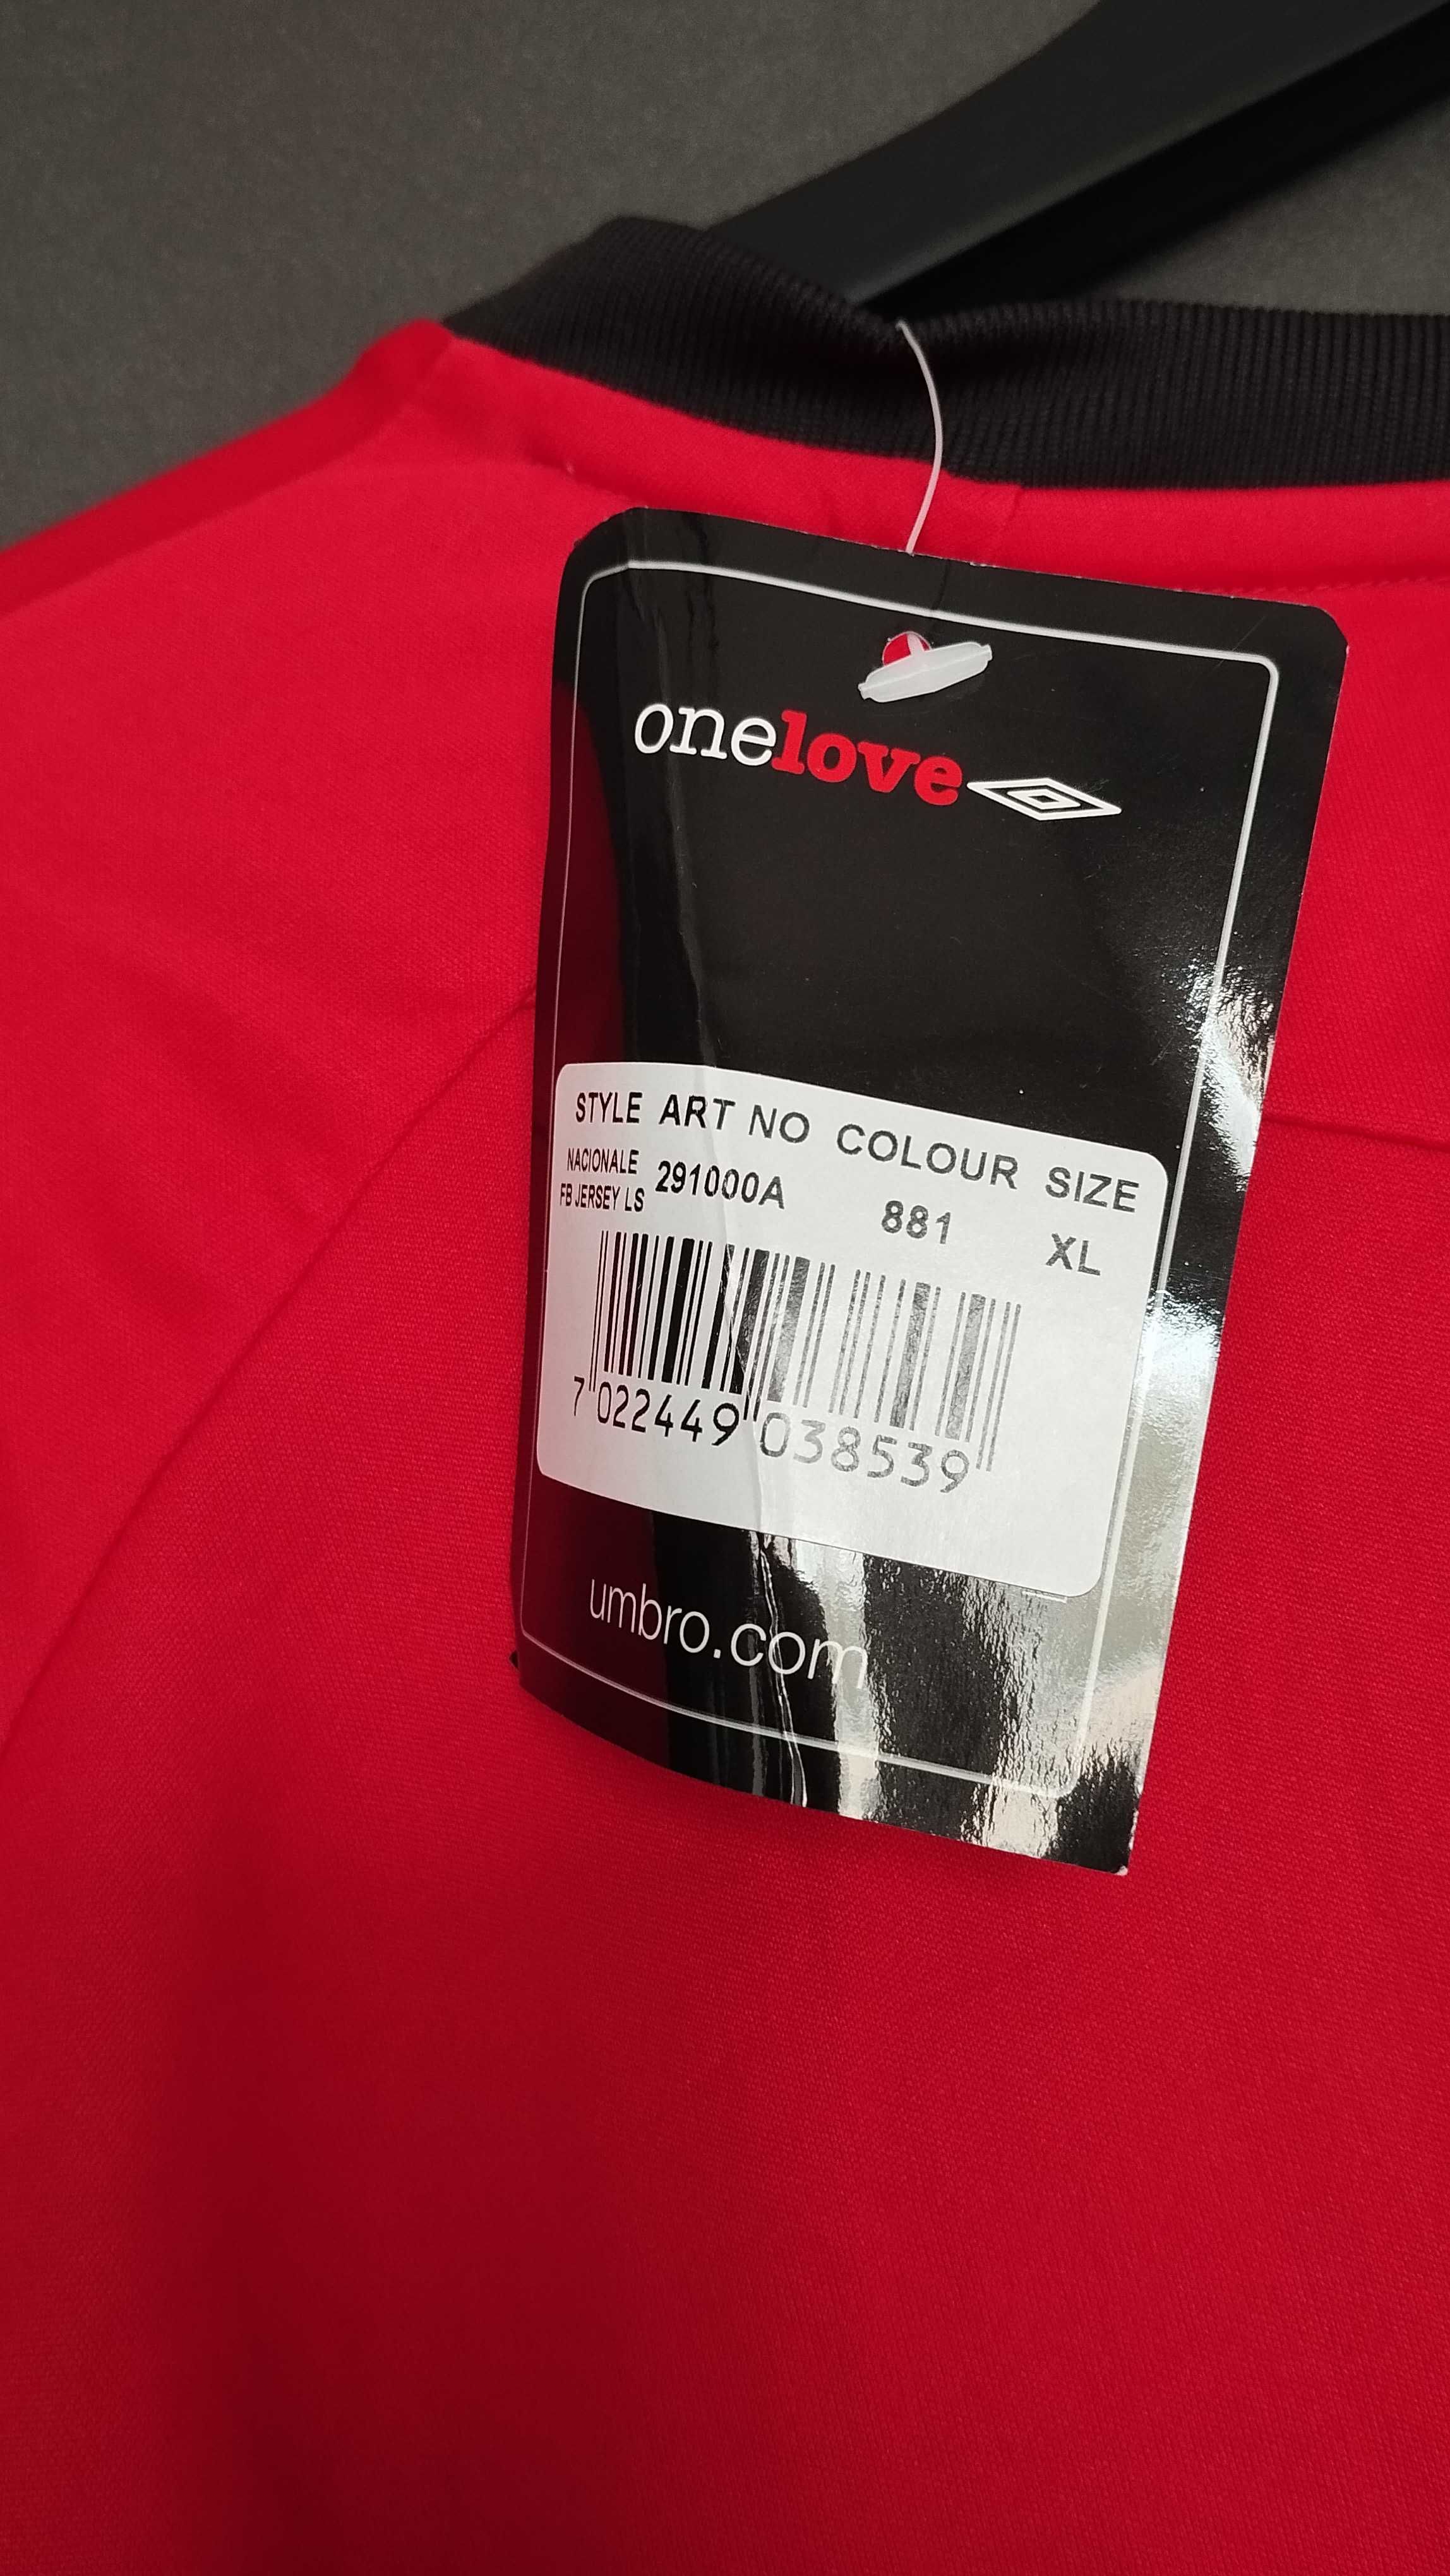 onelove
STYLE ART NO COLOUR SIZE
NACIONALE
FB JERSEY LS 291000A 881 XL
7 022449 038539
umbro.com